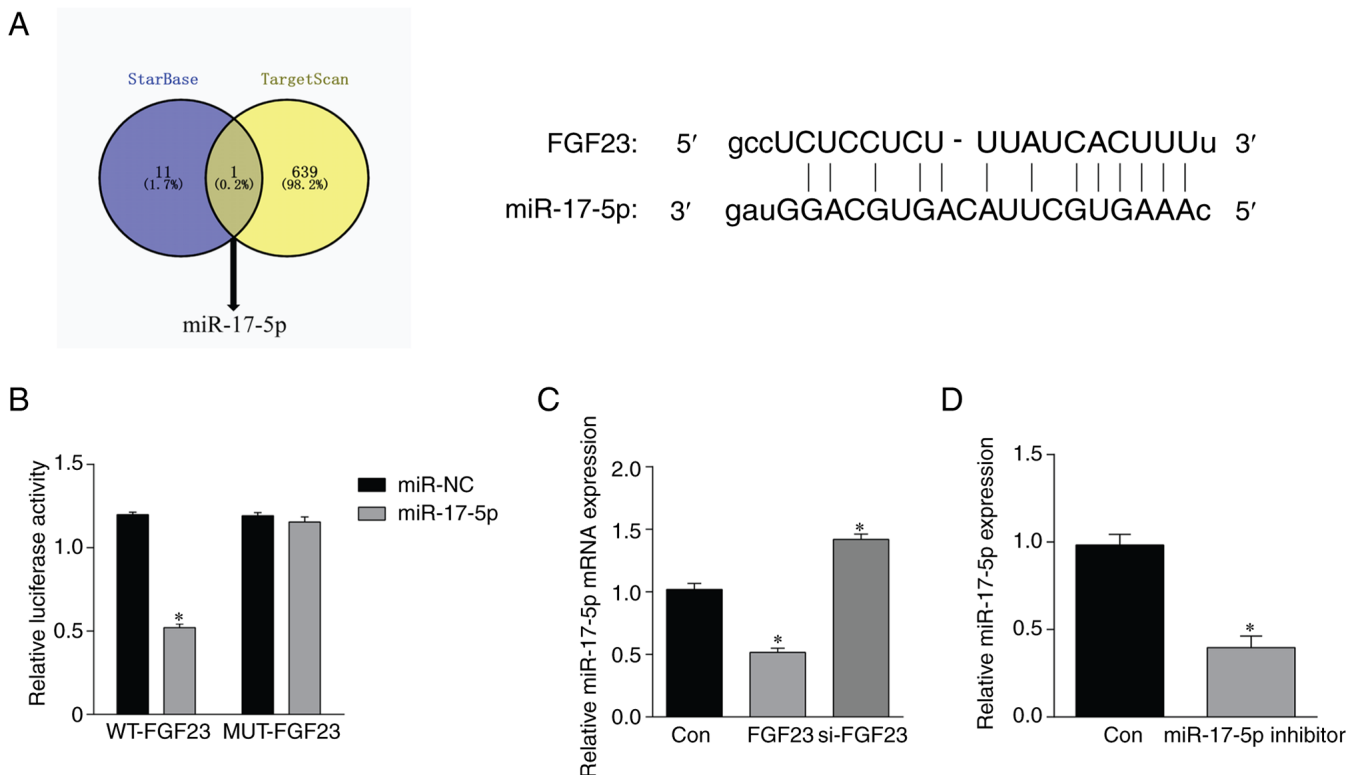 A
StarBase TargetScan
11 1 639
(1.7%) (0.2%) (98.2%)
miR-17-5p
FGF23: 5′ gccUCUCCUCU - UUAUCACUUUu 3′
miR-17-5p: 3′ gauGGACGUGACAUUCGUGAAAc 5′
B
Relative luciferase activity
1.5
1.0
0.5
0
*
WT-FGF23 MUT-FGF23
miR-NC
miR-17-5p
C
Relative miR-17-5p mRNA expression
2.0
1.5
1.0
0.5
0.0
* *
Con FGF23 si-FGF23
D
Relative miR-17-5p expression
1.5
1.0
0.5
0.0
*
Con miR-17-5p inhibitor